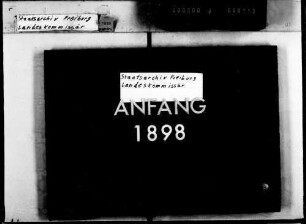 Staatsarchiv Freiburg
Landeskommissär
Staatsarchiv Freiburg
Landeskommissär
ANFANG
1898